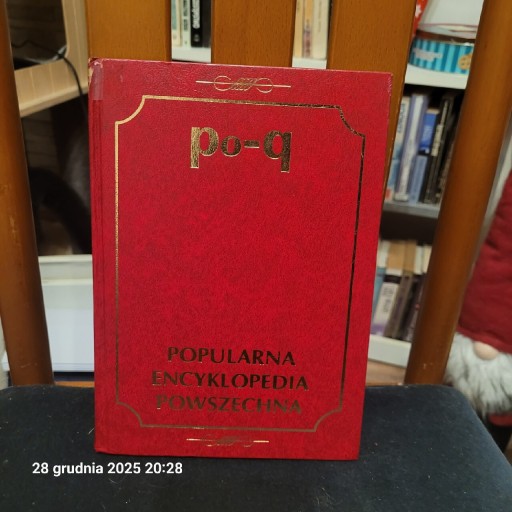 po-q
POPULARNA
ENCYKLOPEDIA
POWSZECHNA
28 grudnia 2025 20:28